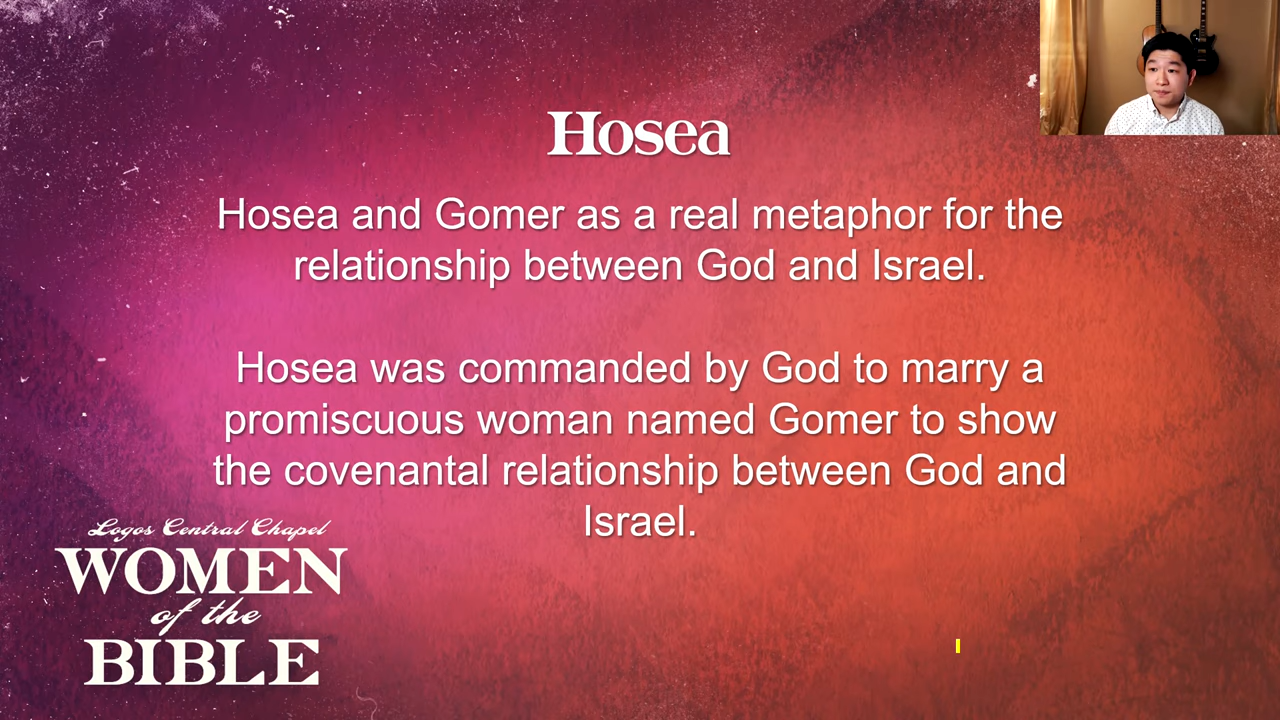 Hosea
Hosea and Gomer as a real metaphor for the
relationship between God and Israel.
Hosea was commanded by God to marry a
promiscuous woman named Gomer to show
the covenantal relationship between God and
Israel.
Logos Central Chapel
WOMEN
of the
BIBLE